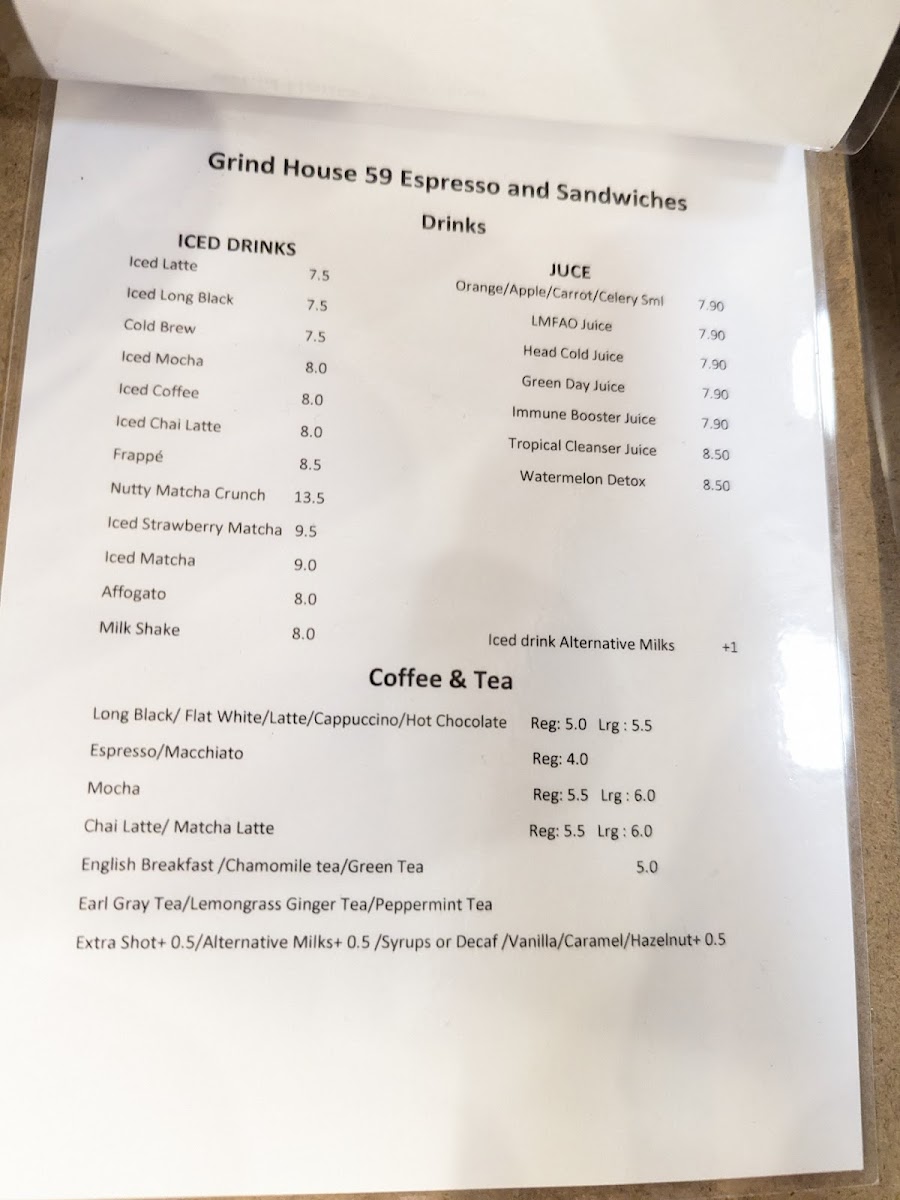 Grind House 59 Espresso and Sandwiches
Drinks
ICED DRINKS
Iced Latte 7.5
Iced Long Black 7.5
Cold Brew 7.5
Iced Mocha 8.0
Iced Coffee 8.0
Iced Chai Latte 8.0
Frappé 8.5
Nutty Matcha Crunch 13.5
Iced Strawberry Matcha 9.5
Iced Matcha 9.0
Affogato 8.0
Milk Shake 8.0
JUCE
Orange/Apple/Carrot/Celery Sml 7.90
LMFAO Juice 7.90
Head Cold Juice 7.90
Green Day Juice 7.90
Immune Booster Juice 7.90
Tropical Cleanser Juice 8.50
Watermelon Detox 8.50
Iced drink Alternative Milks +1
Coffee & Tea
Long Black/ Flat White/Latte/Cappuccino/Hot Chocolate Reg: 5.0 Lrg : 5.5
Espresso/Macchiato Reg: 4.0
Mocha Reg: 5.5 Lrg : 6.0
Chai Latte/ Matcha Latte Reg: 5.5 Lrg : 6.0
English Breakfast /Chamomile tea/Green Tea 5.0
Earl Gray Tea/Lemongrass Ginger Tea/Peppermint Tea
Extra Shot+ 0.5/Alternative Milks+ 0.5 /Syrups or Decaf /Vanilla/Caramel/Hazelnut+ 0.5